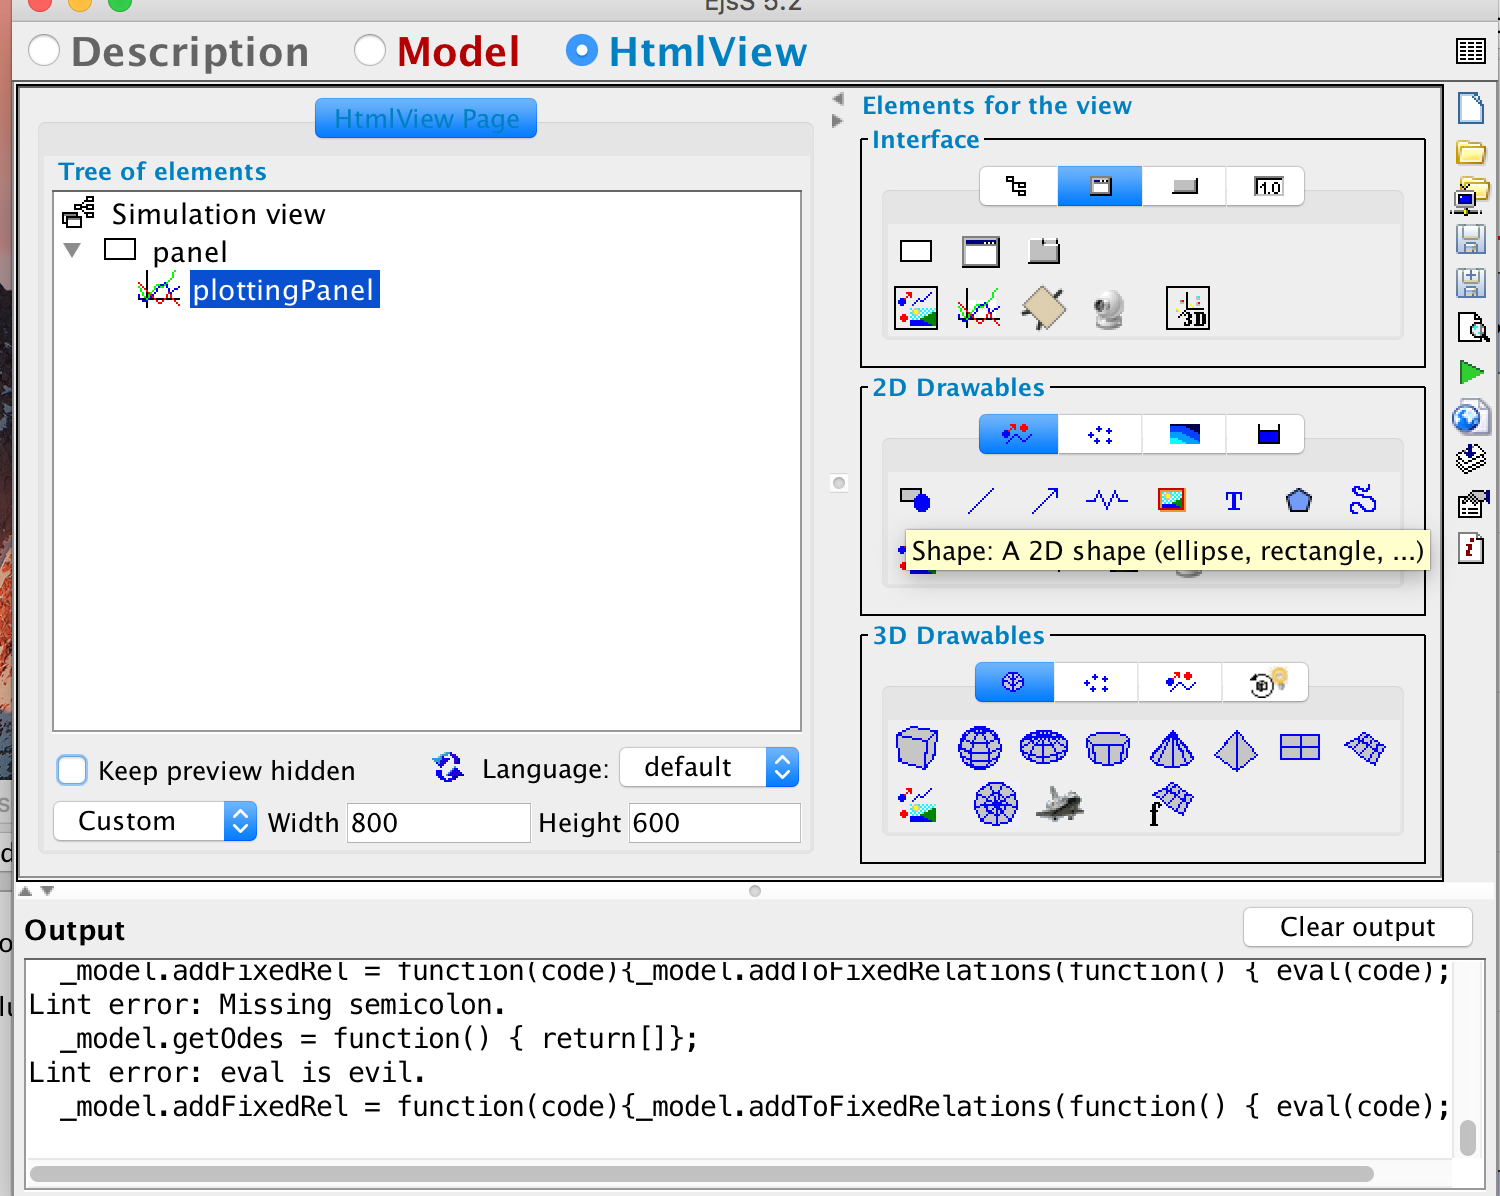 EjsS 5.2
Description Model HtmlView
HtmlView Page
Tree of elements
Simulation view
panel
plottingPanel
Keep preview hidden
Language: default
Custom Width 800 Height 600
Elements for the view
Interface
1.0
3D
2D Drawables
T
Shape: A 2D shape (ellipse, rectangle, ...)
3D Drawables
f
i
Output
Clear output
_model.addFixedRel = function(code){_model.addToFixedRelations(function() { eval(code);
Lint error: Missing semicolon.
_model.getOdes = function() { return[]};
Lint error: eval is evil.
_model.addFixedRel = function(code){_model.addToFixedRelations(function() { eval(code);